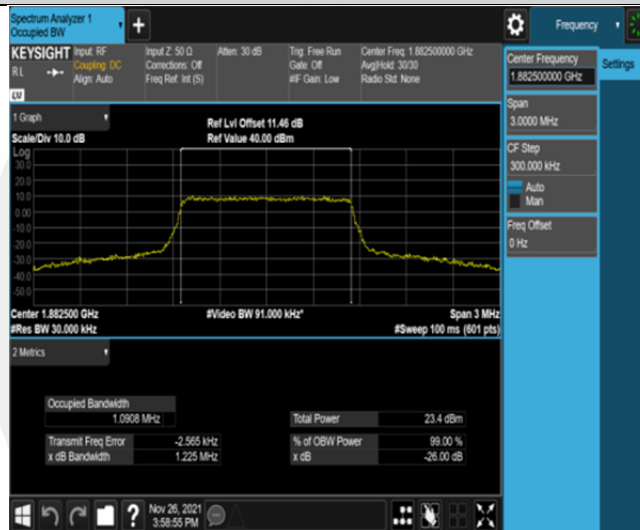 Spectrum Analyzer 1
Occupied BW
Frequency
KEYSIGHT
RL
LXI
Input: RF
Coupling: DC
Align: Auto
Input Z: 50 Ω
Corrections: Off
Freq Ref: Int (S)
Atten: 30 dB
Trig: Free Run
Gate: Off
#IF Gain: Low
Center Freq: 1.882500000 GHz
Avg|Hold: 30/30
Radio Std: None
Center Frequency
1.882500000 GHz
Settings
Span
3.0000 MHz
CF Step
300.000 kHz
Auto
Man
Freq Offset
0 Hz
1 Graph
Scale/Div 10.0 dB
Ref Lvl Offset 11.46 dB
Ref Value 40.00 dBm
Log
30.0
20.0
10.0
0.00
-10.0
-20.0
-30.0
-40.0
-50.0
Center 1.882500 GHz
#Res BW 30.000 kHz
#Video BW 91.000 kHz*
Span 3 MHz
#Sweep 100 ms (601 pts)
2 Metrics
Occupied Bandwidth
1.0908 MHz
Total Power 23.4 dBm
Transmit Freq Error -2.565 kHz
% of OBW Power 99.00 %
x dB Bandwidth 1.225 MHz
x dB -26.00 dB
Nov 26, 2021
3:58:55 PM